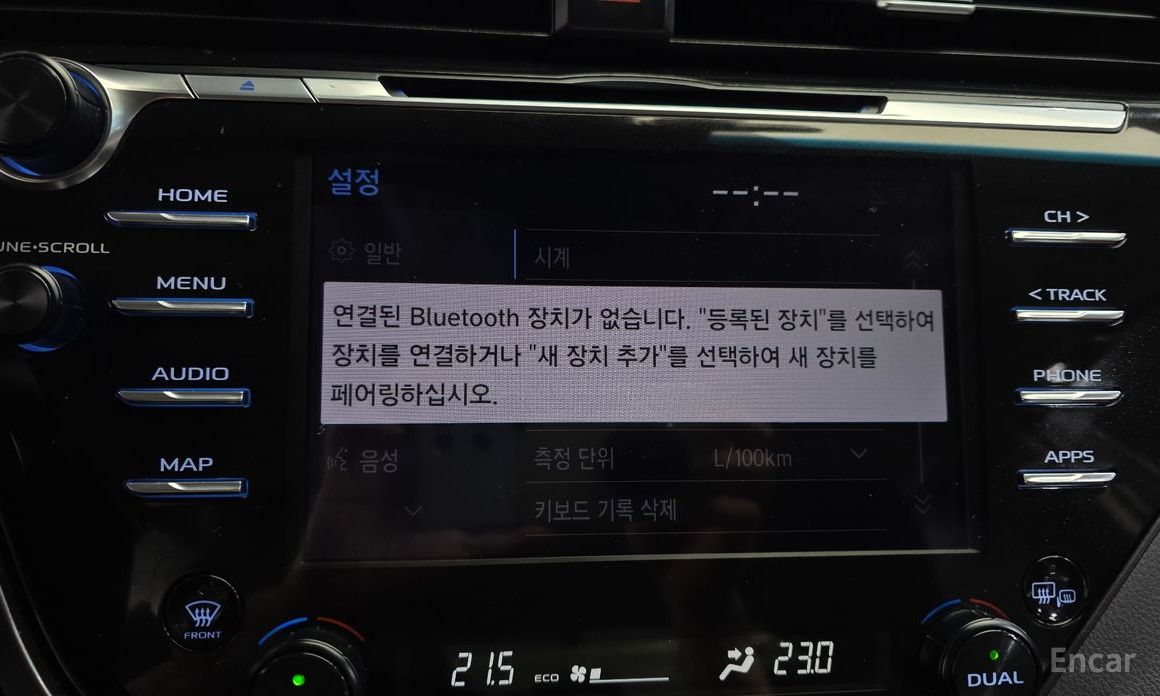 HOME
TUNE•SCROLL
MENU
AUDIO
MAP
설정
--:--
일반
시계
연결된 Bluetooth 장치가 없습니다. "등록된 장치"를 선택하여
장치를 연결하거나 "새 장치 추가"를 선택하여 새 장치를
페어링하십시오.
음성
측정 단위 L/100km
키보드 기록 삭제
CH >
< TRACK
PHONE
APPS
FRONT
21.5 ECO 23.0
DUAL
Encar